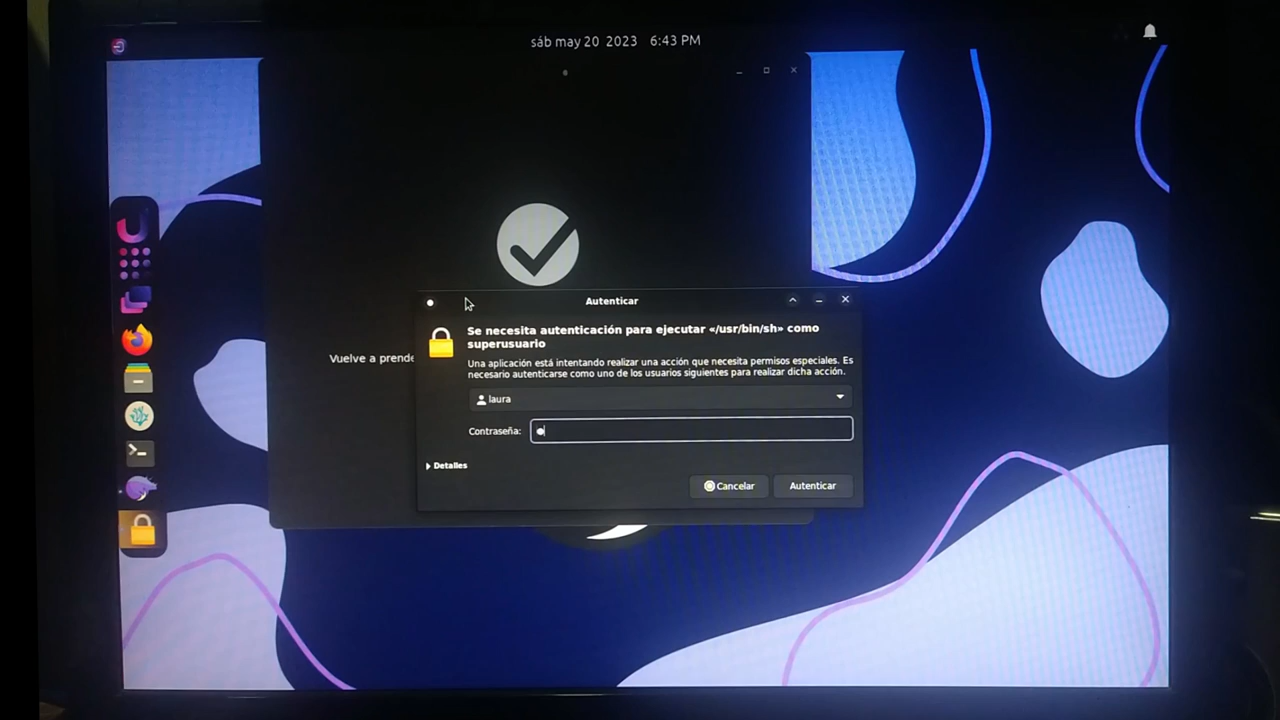 sáb may 20 2023 6:43 PM
Autenticar
Se necesita autenticación para ejecutar «/usr/bin/sh» como
superusuario
Vuelve a prende
Una aplicación está intentando realizar una acción que necesita permisos especiales. Es
necesario autenticarse como uno de los usuarios siguientes para realizar dicha acción.
laura
Contraseña:
Detalles
Cancelar
Autenticar